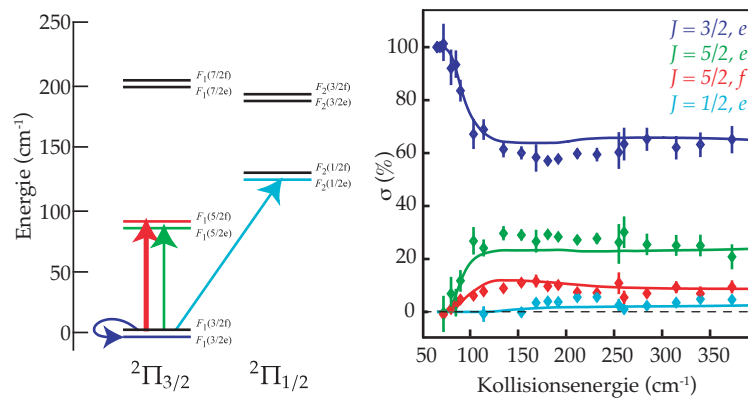 Energie (cm⁻¹)
250
200
150
100
50
0
F₁(7/2f)
F₁(7/2e)
F₁(5/2f)
F₁(5/2e)
F₁(3/2f)
F₁(3/2e)
F₂(3/2f)
F₂(3/2e)
F₂(1/2f)
F₂(1/2e)
²Π₃/₂
²Π₁/₂
σ (%)
100
80
60
40
20
0
J = 3/2, e
J = 5/2, e
J = 5/2, f
J = 1/2, e
50 100 150 200 250 300 350
Kollisionsenergie (cm⁻¹)